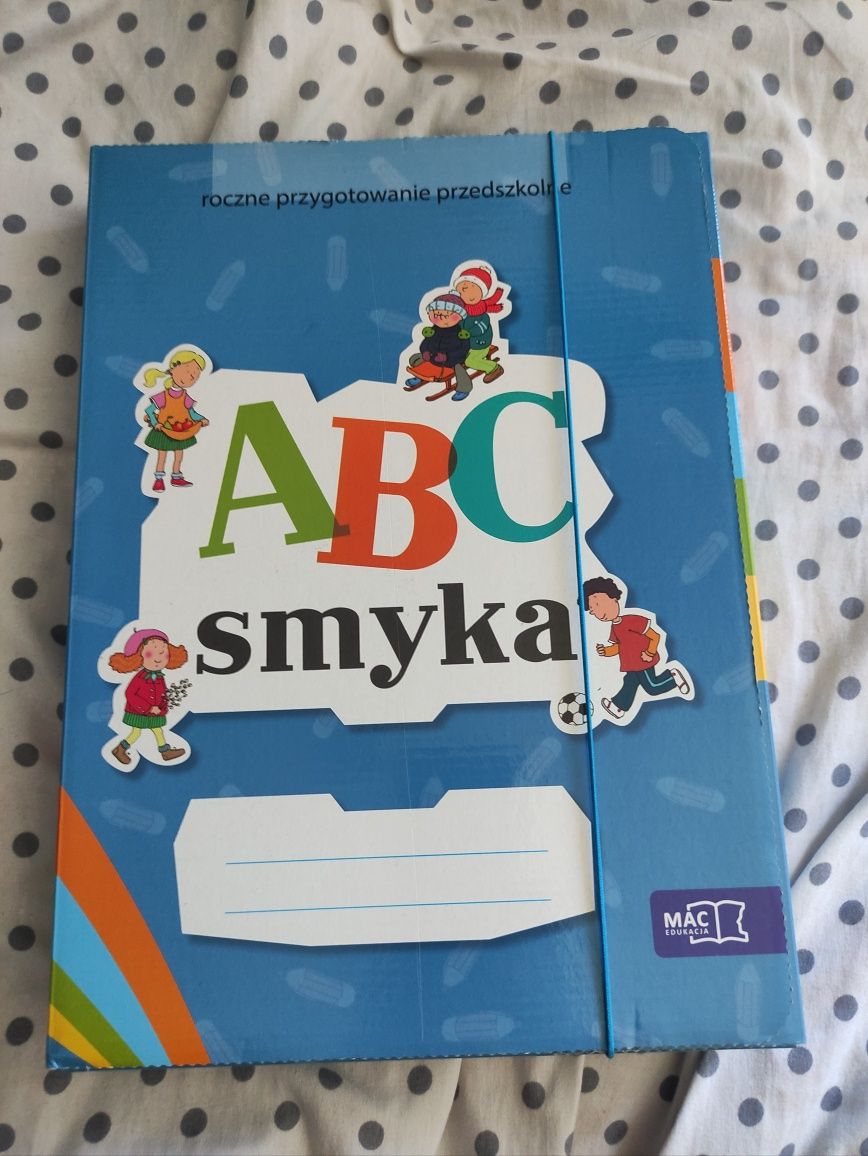 roczne przygotowanie przedszkolne
ABC
smyka
MAC
EDUKACJA